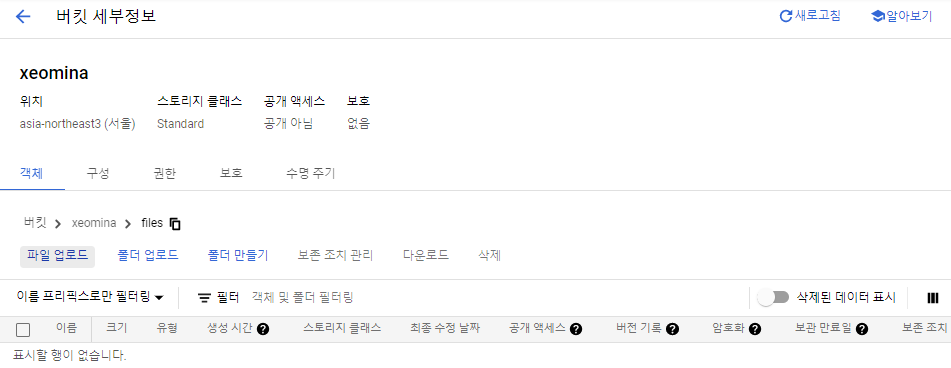 버킷 세부정보 새로고침 알아보기
xeomina
위치 스토리지 클래스 공개 액세스 보호
asia-northeast3 (서울) Standard 공개 아님 없음
객체 구성 권한 보호 수명 주기
버킷 > xeomina > files
파일 업로드 폴더 업로드 폴더 만들기 보존 조치 관리 다운로드 삭제
이름 프리픽스로만 필터링 필터 객체 및 폴더 필터링 삭제된 데이터 표시
이름 크기 유형 생성 시간 스토리지 클래스 최종 수정 날짜 공개 액세스 버전 기록 암호화 보관 만료일 보존 조치
표시할 행이 없습니다.